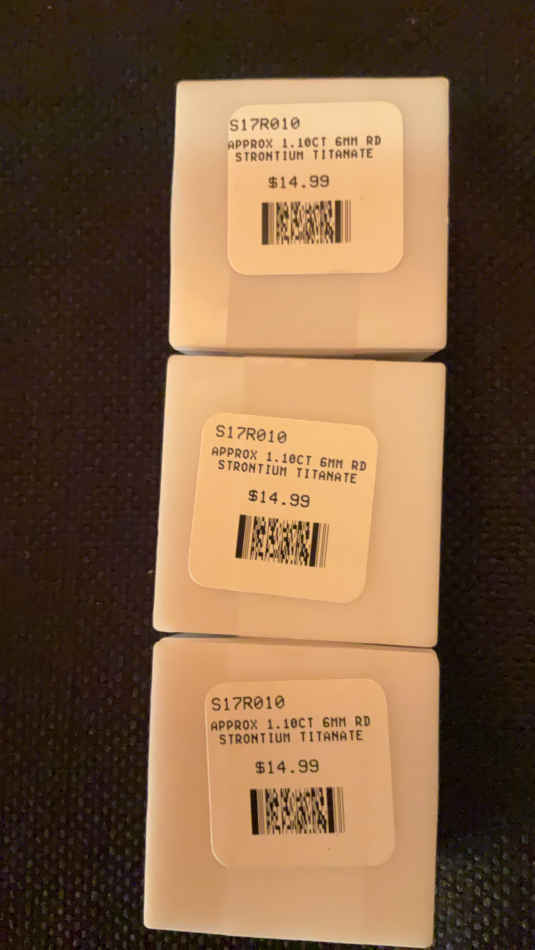 S17R010
APPROX 1.10CT 6MM RD
STRONTIUM TITANATE
$14.99
S17R010
APPROX 1.10CT 6MM RD
STRONTIUM TITANATE
$14.99
S17R010
APPROX 1.10CT 6MM RD
STRONTIUM TITANATE
$14.99